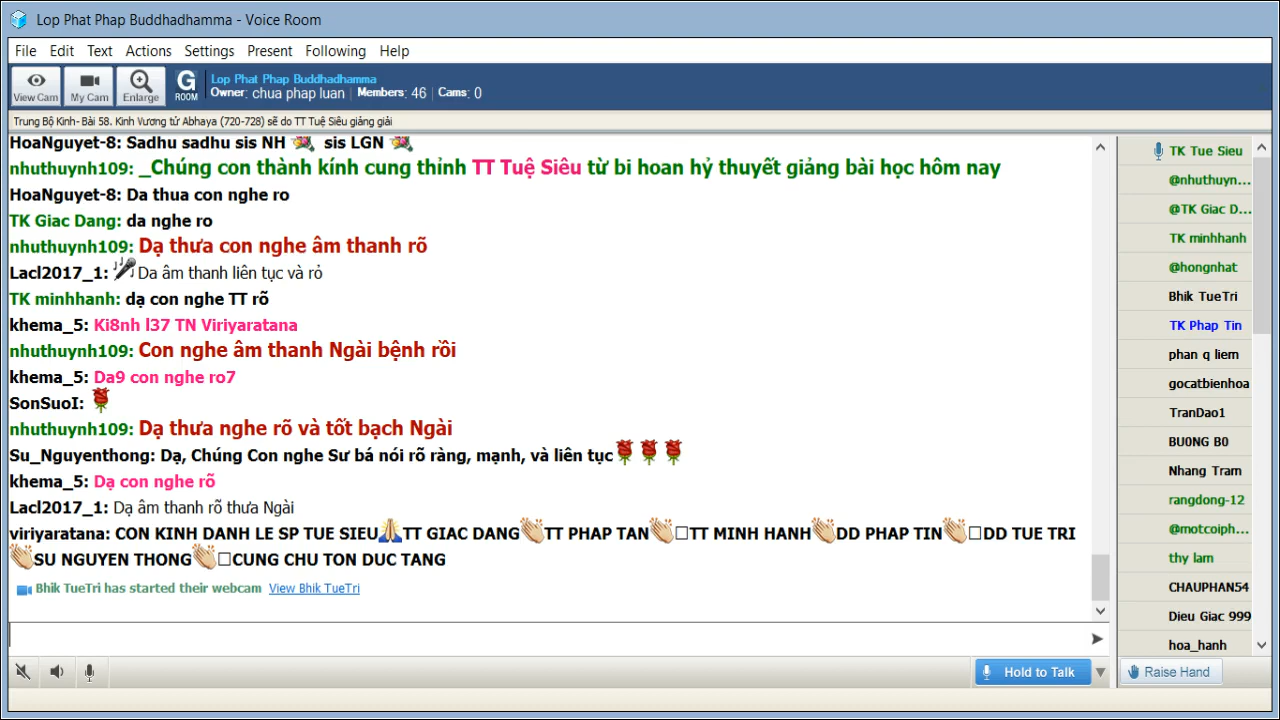 Lop Phat Phap Buddhadhamma - Voice Room
File Edit Text Actions Settings Present Following Help
View Cam My Cam Enlarge G ROOM
Lop Phat Phap Buddhadhamma
Owner: chua phap luan Members: 46 Cams: 0
Trung Bộ Kinh- Bài 58. Kinh Vương tử Abhaya (720-728) sẽ do TT Tuệ Siêu giảng giải
HoaNguyet-8: Sadhu sadhu sis NH sis LGN
nhuthuynh109: _Chúng con thành kính cung thỉnh TT Tuệ Siêu từ bi hoan hỷ thuyết giảng bài học hôm nay
HoaNguyet-8: Da thua con nghe ro
TK Giac Dang: da nghe ro
nhuthuynh109: Dạ thưa con nghe âm thanh rõ
Lacl2017_1: Da âm thanh liên tục và rỏ
TK minhhanh: dạ con nghe TT rõ
khema_5: Ki8nh l37 TN Viriyaratana
nhuthuynh109: Con nghe âm thanh Ngài bệnh rồi
khema_5: Da9 con nghe ro7
SonSuoI:
nhuthuynh109: Dạ thưa nghe rõ và tốt bạch Ngài
Su_Nguyenthong: Dạ, Chúng Con nghe Sư bá nói rõ ràng, mạnh, và liên tục
khema_5: Dạ con nghe rõ
Lacl2017_1: Dạ âm thanh rõ thưa Ngài
viriyaratana: CON KINH DANH LE SP TUE SIEU TT GIAC DANG TT PHAP TAN TT MINH HANH DD PHAP TIN DD TUE TRI
SU NGUYEN THONG CUNG CHU TON DUC TANG
Bhik TueTri has started their webcam View Bhik TueTri
Hold to Talk
TK Tue Sieu
@nhuthuyn...
@TK Giac D...
TK minhhanh
@hongnhat
Bhik TueTri
TK Phap Tin
phan q liem
gocatbienhoa
TranDao1
BU0NG B0
Nhang Tram
rangdong-12
@motcoiph...
thy lam
CHAUPHAN54
Dieu Giac 999
hoa_hanh
Raise Hand